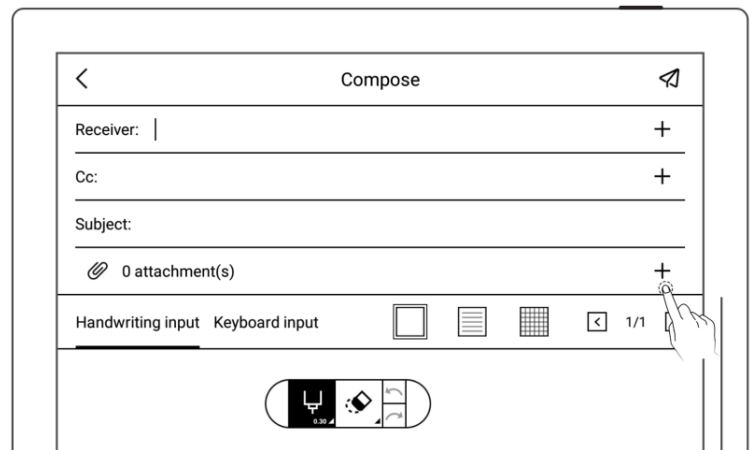 Compose
Receiver:
Cc:
Subject:
0 attachment(s)
Handwriting input Keyboard input 1/1
0.30